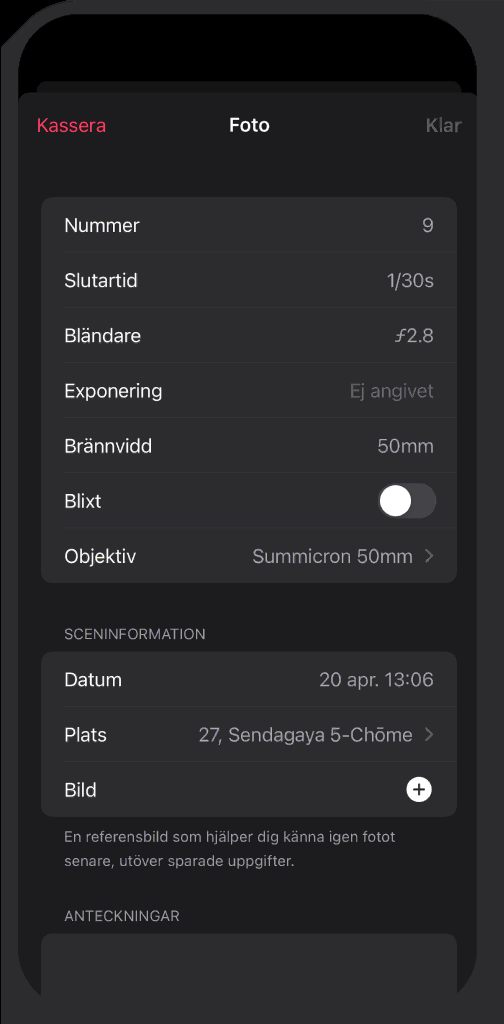 Kassera Foto Klar
Nummer 9
Slutartid 1/30s
Bländare ƒ2.8
Exponering Ej angivet
Brännvidd 50mm
Blixt
Objektiv Summicron 50mm
SCENINFORMATION
Datum 20 apr. 13:06
Plats 27, Sendagaya 5-Chōme
Bild
En referensbild som hjälper dig känna igen fotot
senare, utöver sparade uppgifter.
ANTECKNINGAR